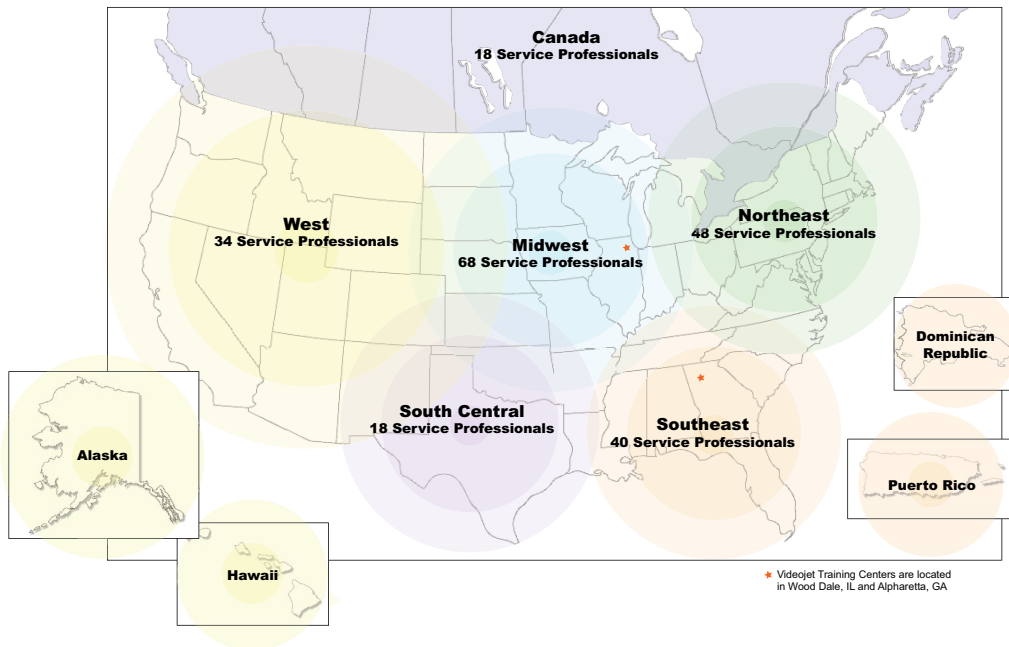 Canada
18 Service Professionals
West
34 Service Professionals
Midwest
68 Service Professionals
Northeast
48 Service Professionals
Dominican
Republic
South Central
18 Service Professionals
Southeast
40 Service Professionals
Alaska
Puerto Rico
Hawaii
Videojet Training Centers are located
in Wood Dale, IL and Alpharetta, GA